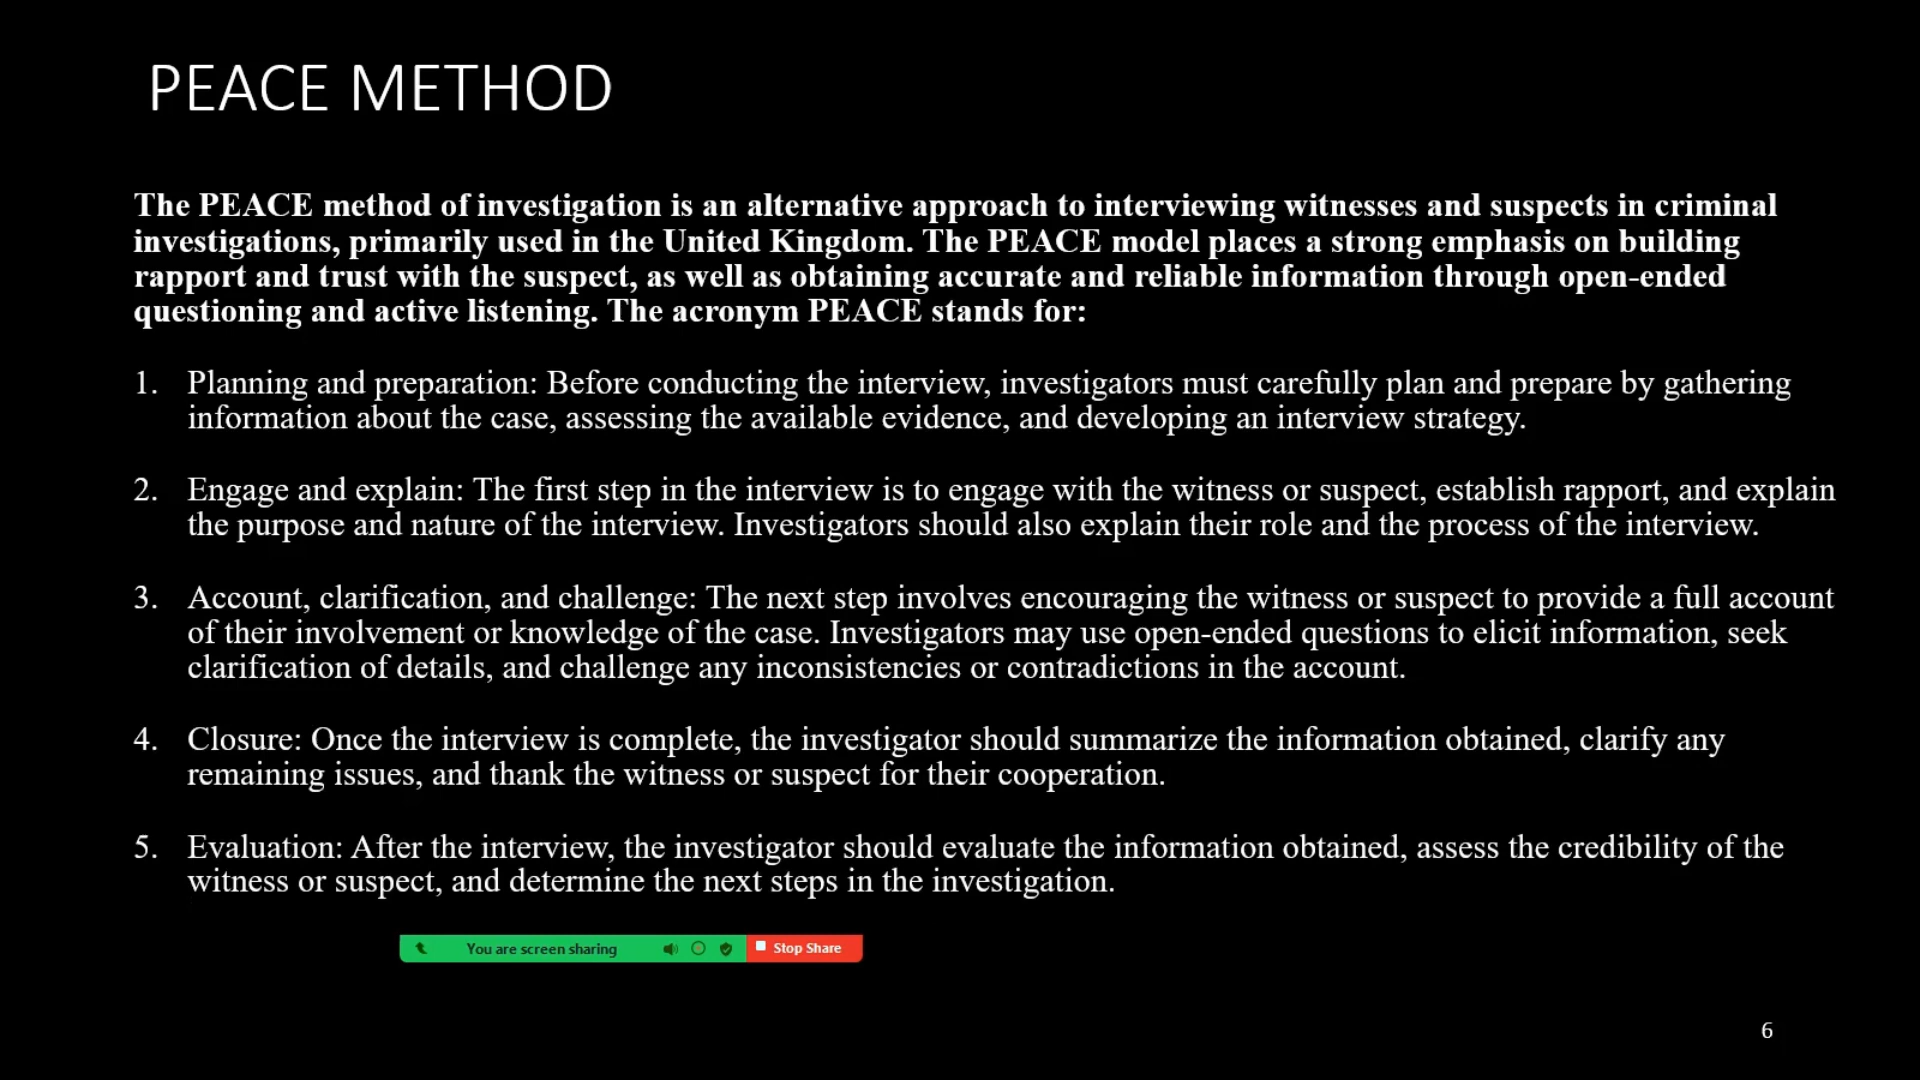 PEACE METHOD
The PEACE method of investigation is an alternative approach to interviewing witnesses and suspects in criminal
investigations, primarily used in the United Kingdom. The PEACE model places a strong emphasis on building
rapport and trust with the suspect, as well as obtaining accurate and reliable information through open-ended
questioning and active listening. The acronym PEACE stands for:
1. Planning and preparation: Before conducting the interview, investigators must carefully plan and prepare by gathering
information about the case, assessing the available evidence, and developing an interview strategy.
2. Engage and explain: The first step in the interview is to engage with the witness or suspect, establish rapport, and explain
the purpose and nature of the interview. Investigators should also explain their role and the process of the interview.
3. Account, clarification, and challenge: The next step involves encouraging the witness or suspect to provide a full account
of their involvement or knowledge of the case. Investigators may use open-ended questions to elicit information, seek
clarification of details, and challenge any inconsistencies or contradictions in the account.
4. Closure: Once the interview is complete, the investigator should summarize the information obtained, clarify any
remaining issues, and thank the witness or suspect for their cooperation.
5. Evaluation: After the interview, the investigator should evaluate the information obtained, assess the credibility of the
witness or suspect, and determine the next steps in the investigation.
You are screen sharing Stop Share
6